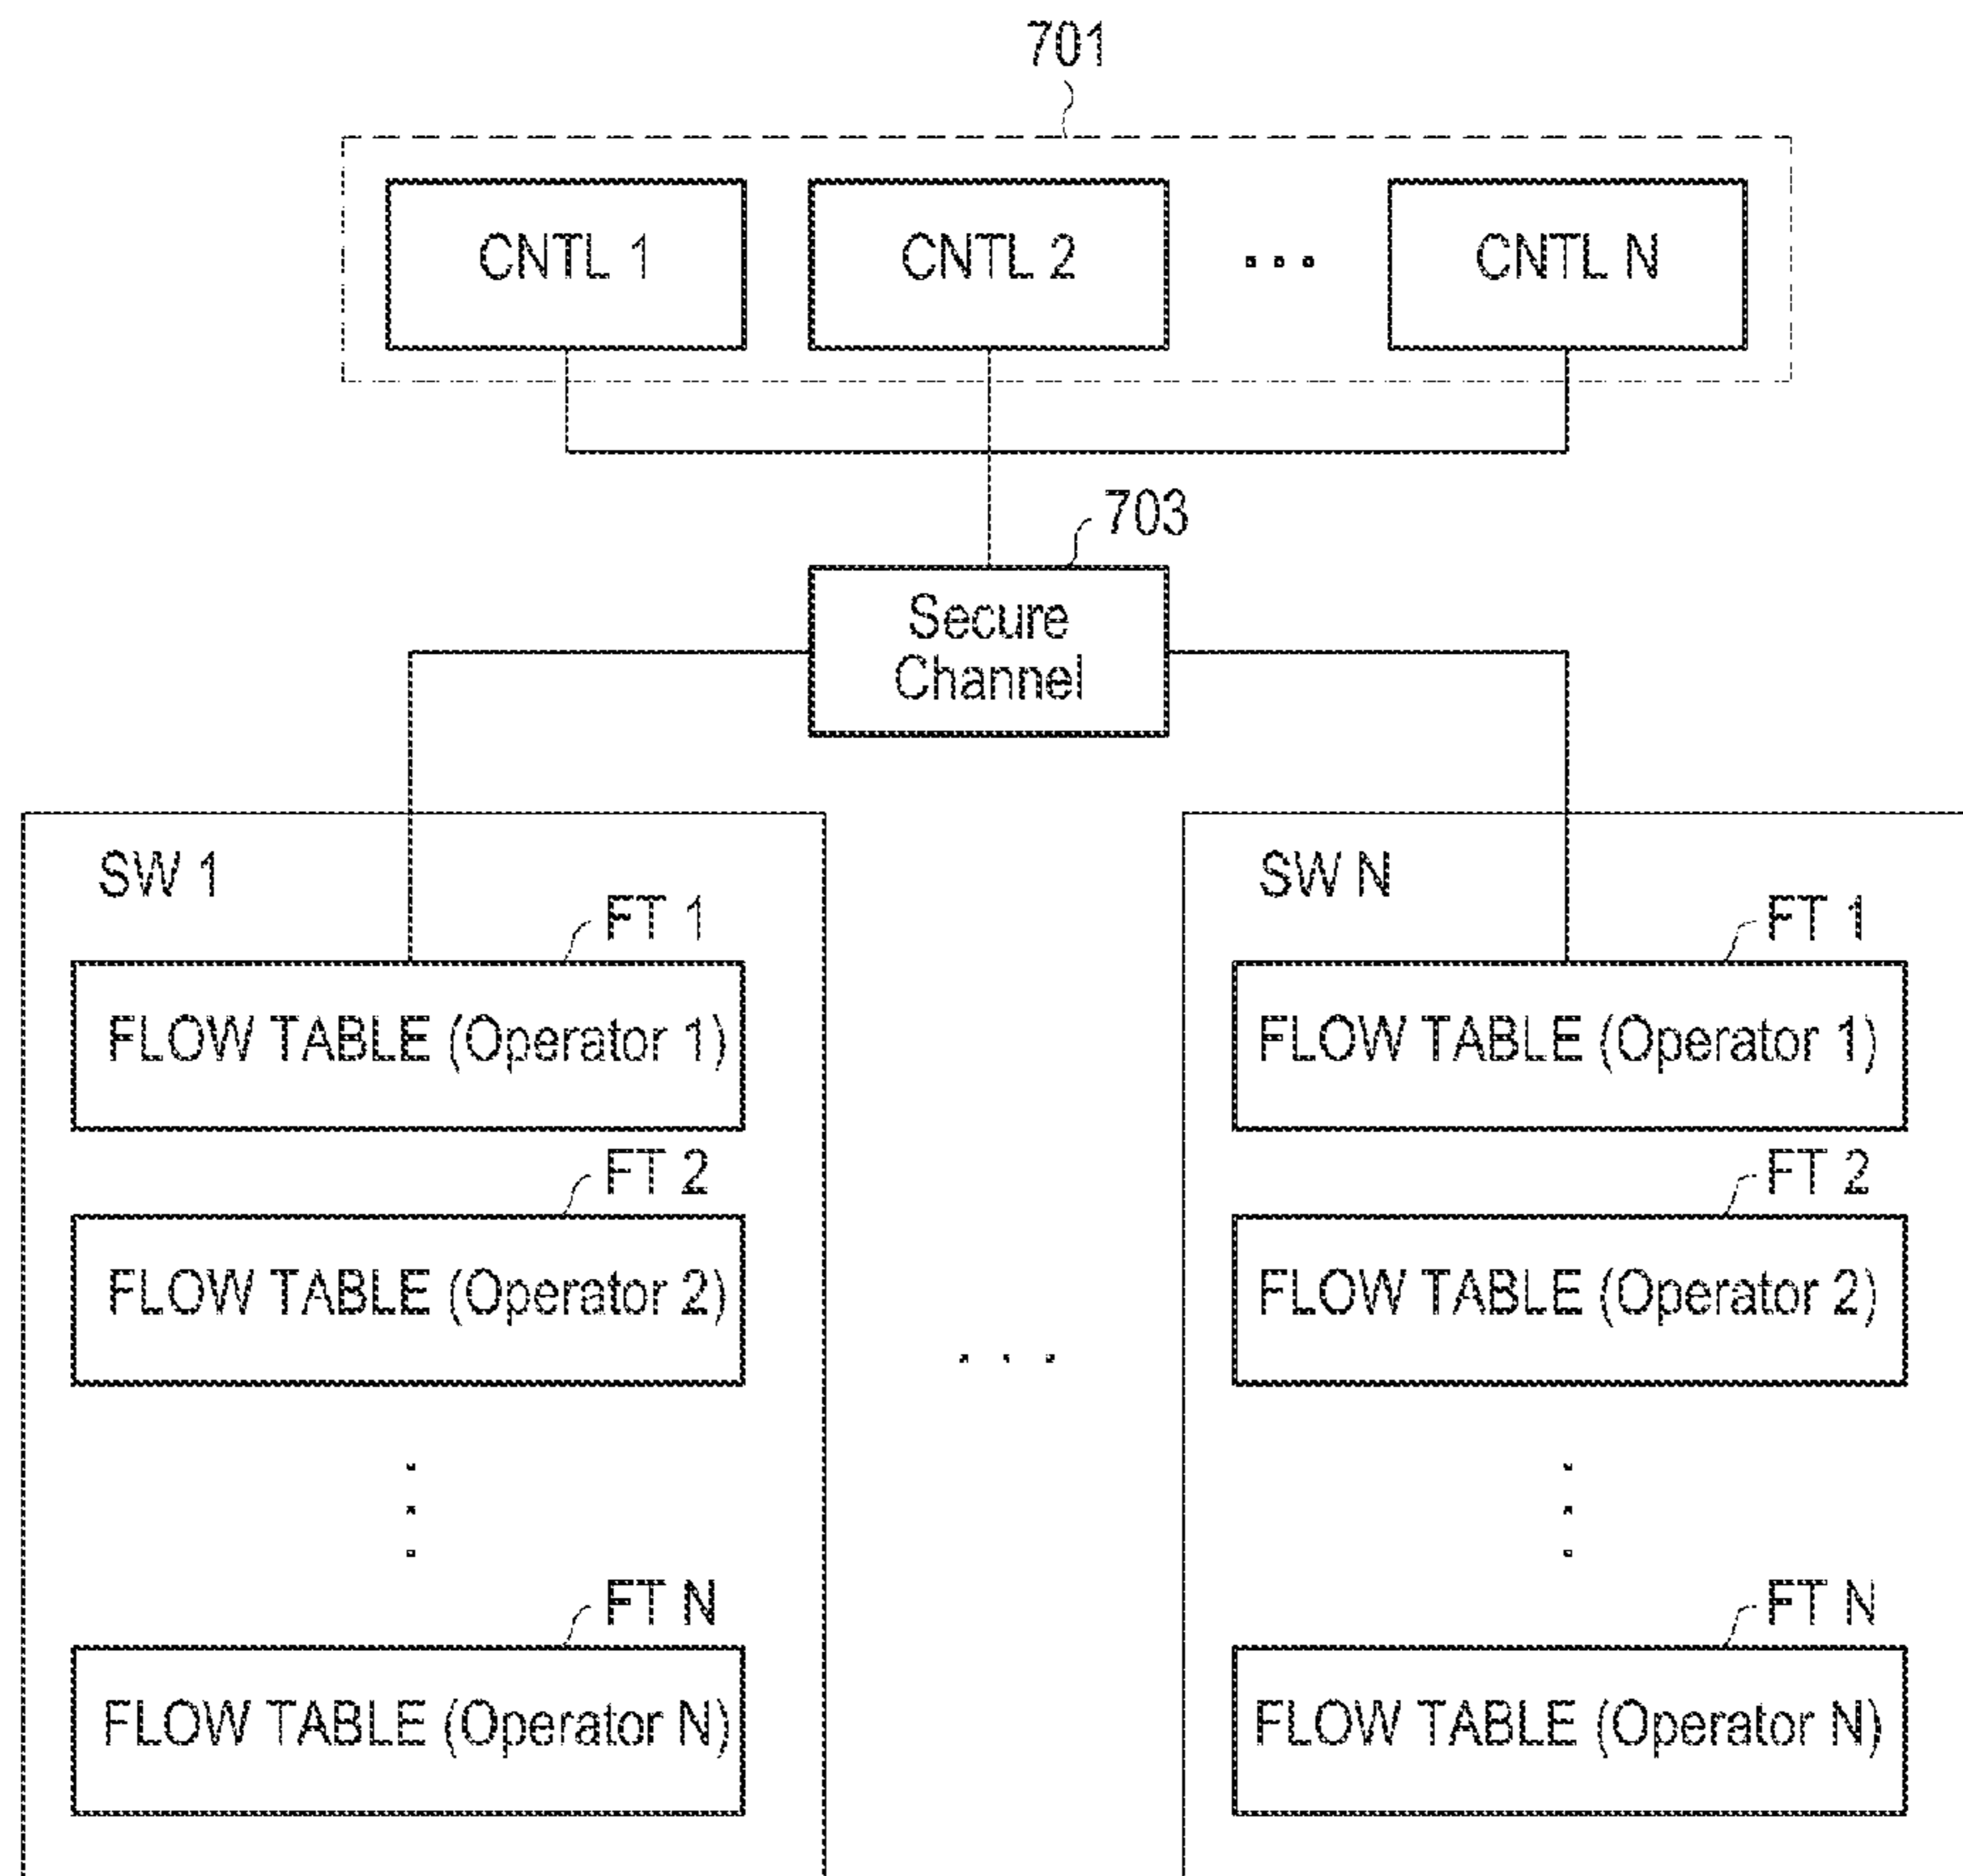 701
CNTL 1
CNTL 2
...
CNTL N
703
Secure
Channel
SW 1
FT 1
FLOW TABLE (Operator 1)
FT 2
FLOW TABLE (Operator 2)
FT N
FLOW TABLE (Operator N)
...
SW N
FT 1
FLOW TABLE (Operator 1)
FT 2
FLOW TABLE (Operator 2)
FT N
FLOW TABLE (Operator N)